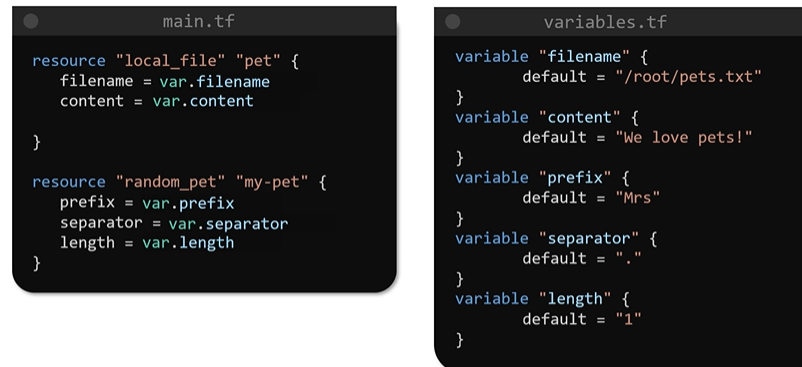 main.tf
resource "local_file" "pet" {
filename = var.filename
content = var.content
}
resource "random_pet" "my-pet" {
prefix = var.prefix
separator = var.separator
length = var.length
}
variables.tf
variable "filename" {
default = "/root/pets.txt"
}
variable "content" {
default = "We love pets!"
}
variable "prefix" {
default = "Mrs"
}
variable "separator" {
default = "."
}
variable "length" {
default = "1"
}